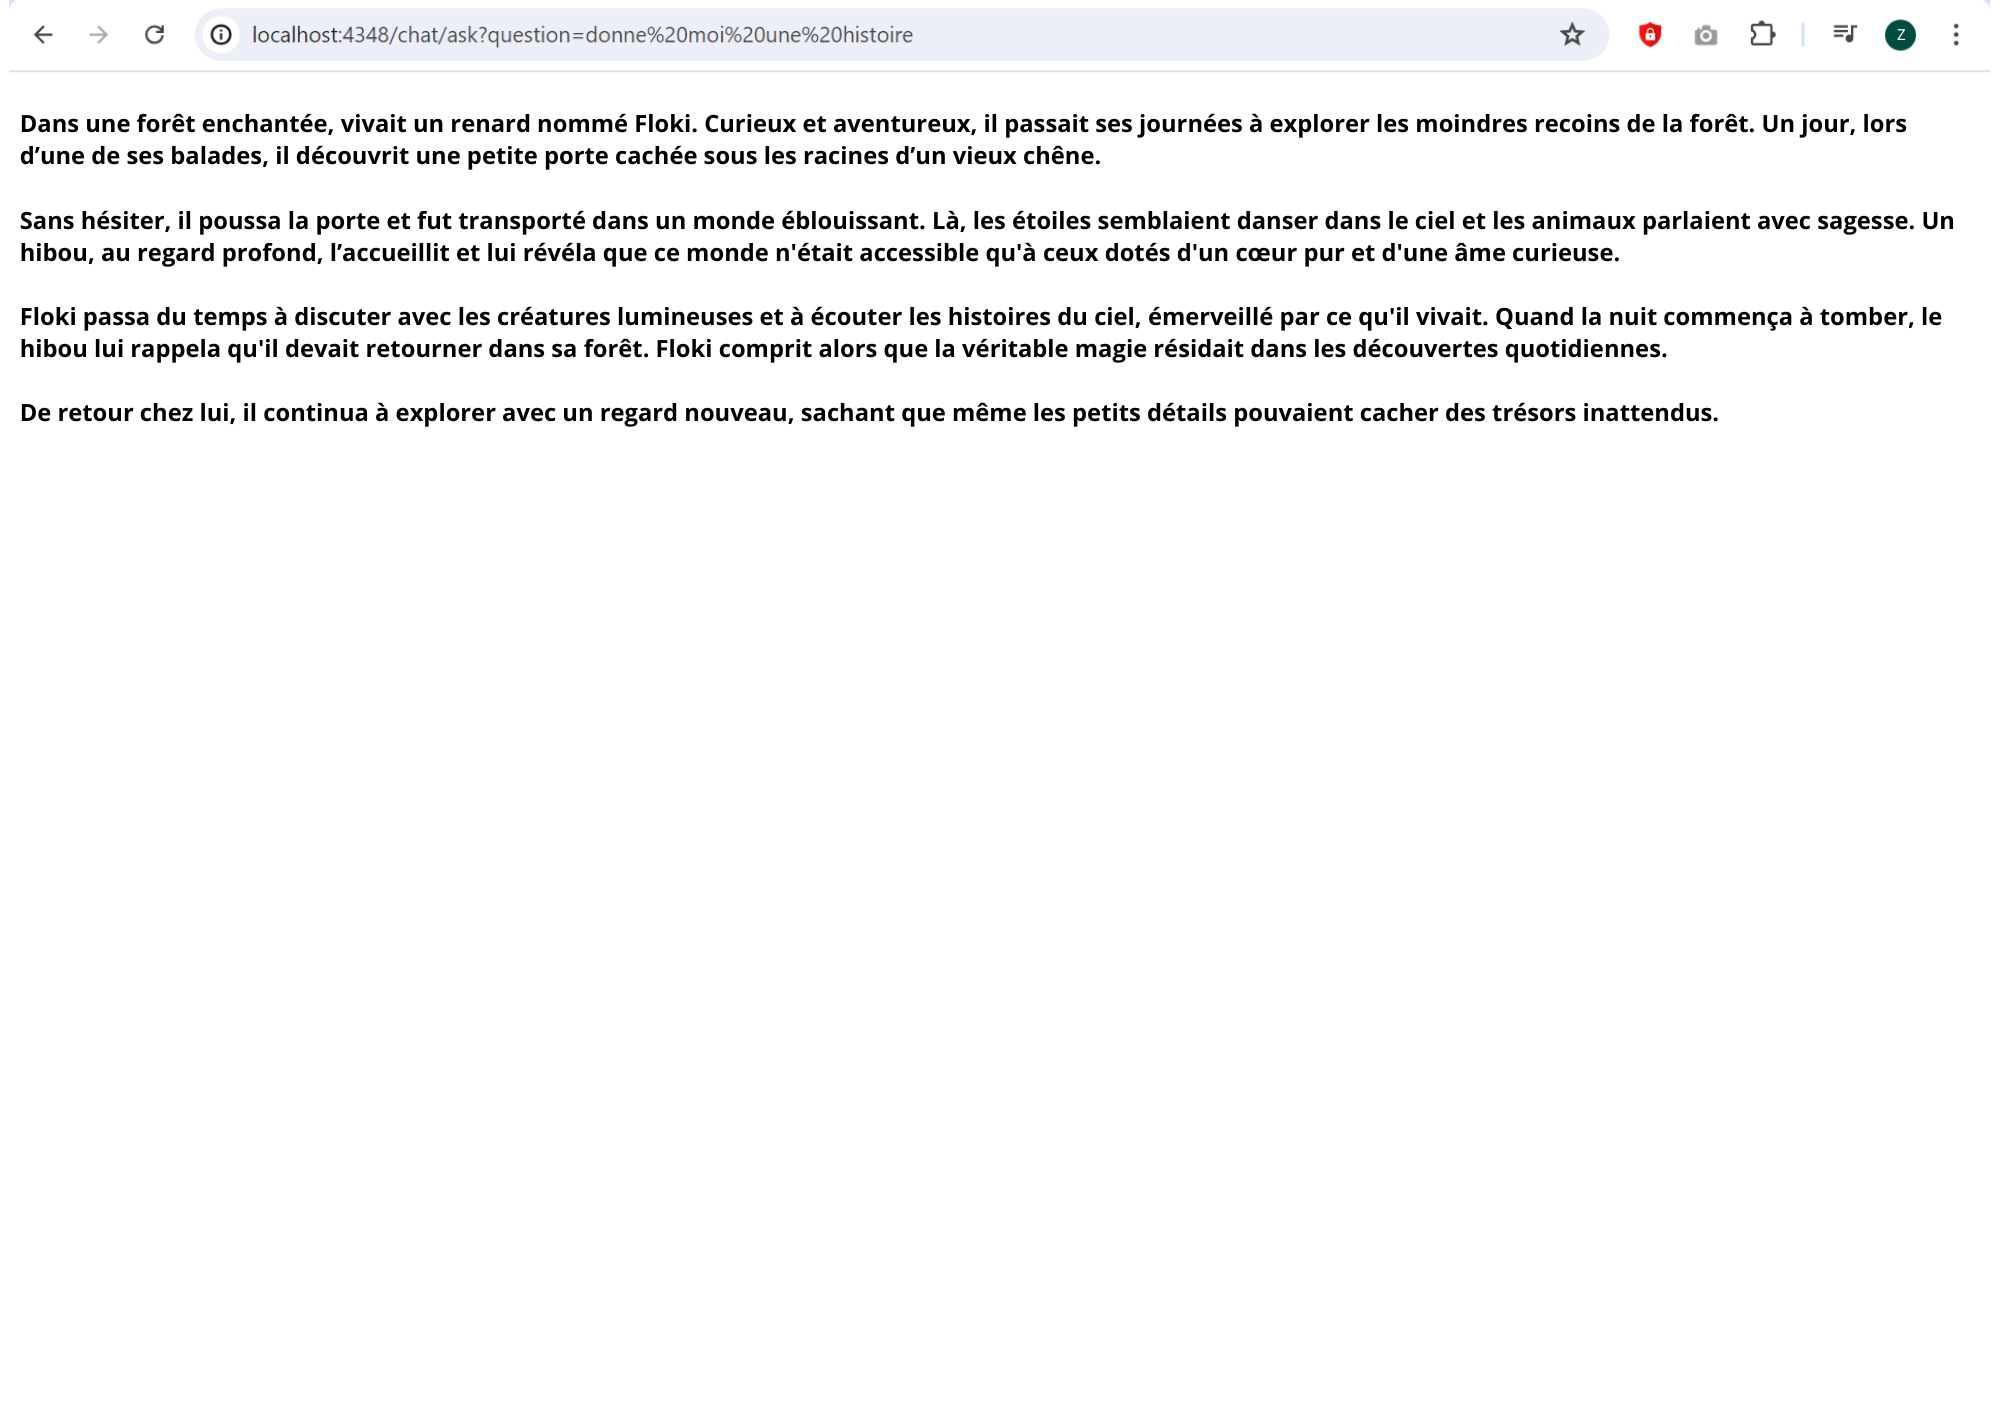 localhost:4348/chat/ask?question=donne%20moi%20une%20histoire
Z
Dans une forêt enchantée, vivait un renard nommé Floki. Curieux et aventureux, il passait ses journées à explorer les moindres recoins de la forêt. Un jour, lors
d’une de ses balades, il découvrit une petite porte cachée sous les racines d’un vieux chêne.
Sans hésiter, il poussa la porte et fut transporté dans un monde éblouissant. Là, les étoiles semblaient danser dans le ciel et les animaux parlaient avec sagesse. Un
hibou, au regard profond, l’accueillit et lui révéla que ce monde n'était accessible qu'à ceux dotés d'un cœur pur et d'une âme curieuse.
Floki passa du temps à discuter avec les créatures lumineuses et à écouter les histoires du ciel, émerveillé par ce qu'il vivait. Quand la nuit commença à tomber, le
hibou lui rappela qu'il devait retourner dans sa forêt. Floki comprit alors que la véritable magie résidait dans les découvertes quotidiennes.
De retour chez lui, il continua à explorer avec un regard nouveau, sachant que même les petits détails pouvaient cacher des trésors inattendus.